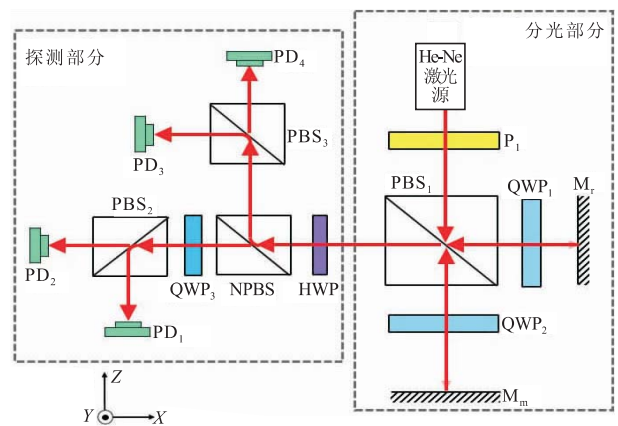 探测部分
分光部分
He-Ne
激光
源
PD₄
P₁
PBS₃
PD₃
PBS₁
QWP₁
Mᵣ
PBS₂
PD₂
QWP₃
NPBS
HWP
QWP₂
PD₁
Mₘ
Z
Y
X